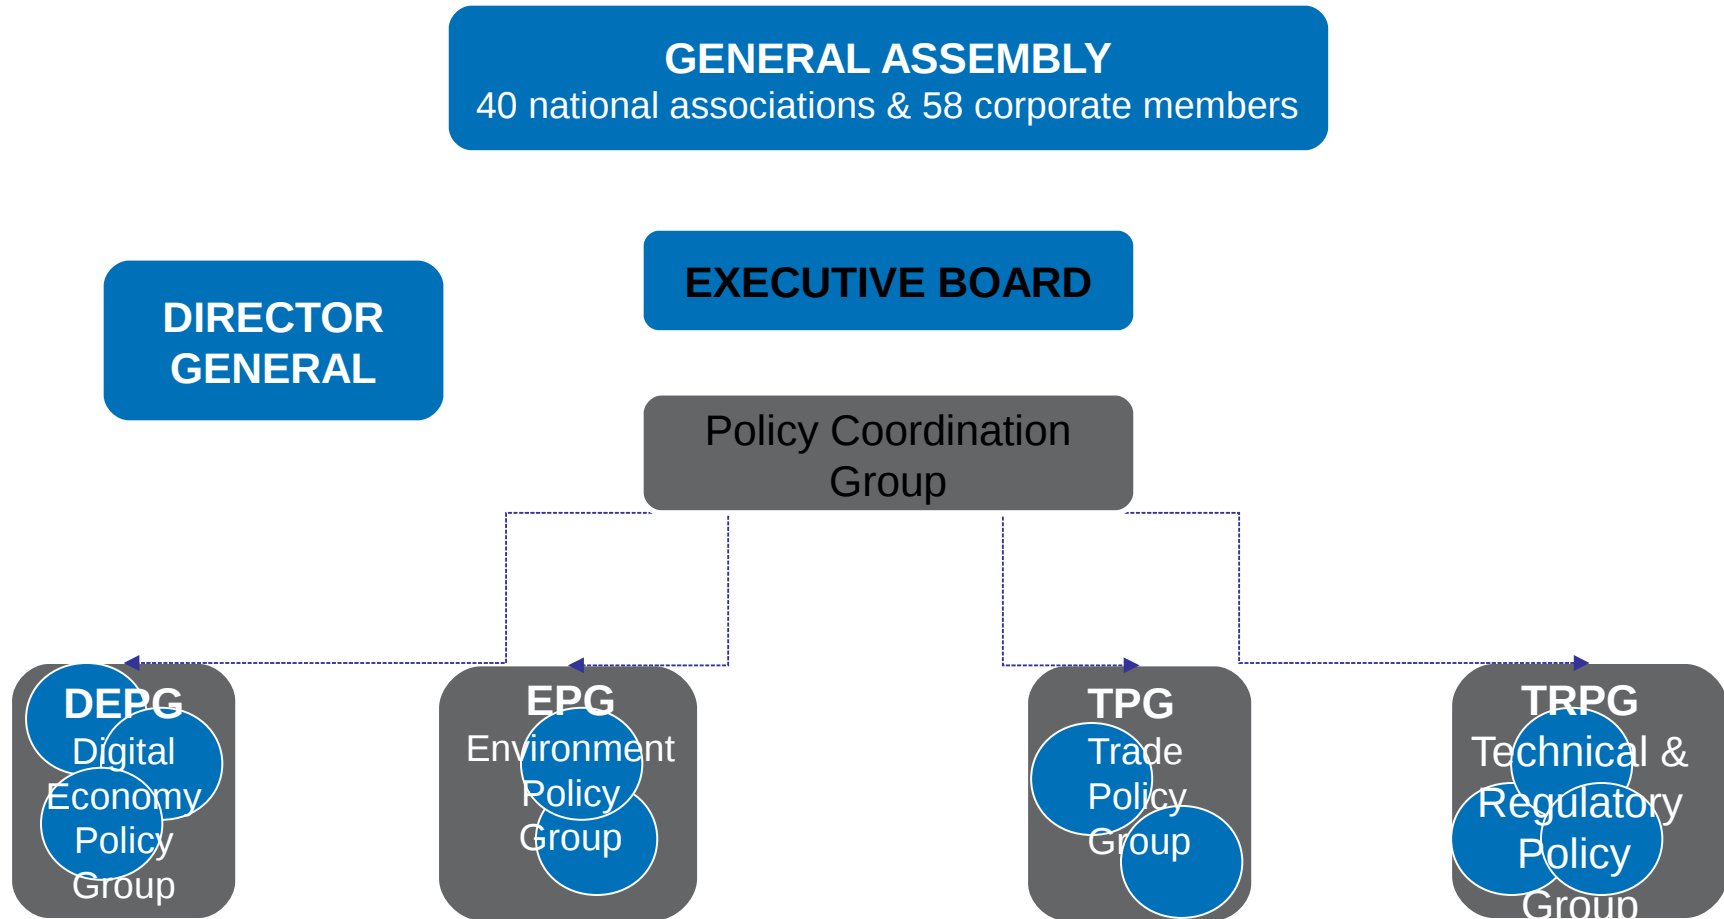 GENERAL ASSEMBLY
40 national associations & 58 corporate members
EXECUTIVE BOARD
DIRECTOR
GENERAL
Policy Coordination
Group
DEPG
Digital
Economy
Policy
Group
EPG
Environment
Policy
Group
TPG
Trade
Policy
Group
TRPG
Technical &
Regulatory
Policy
Group